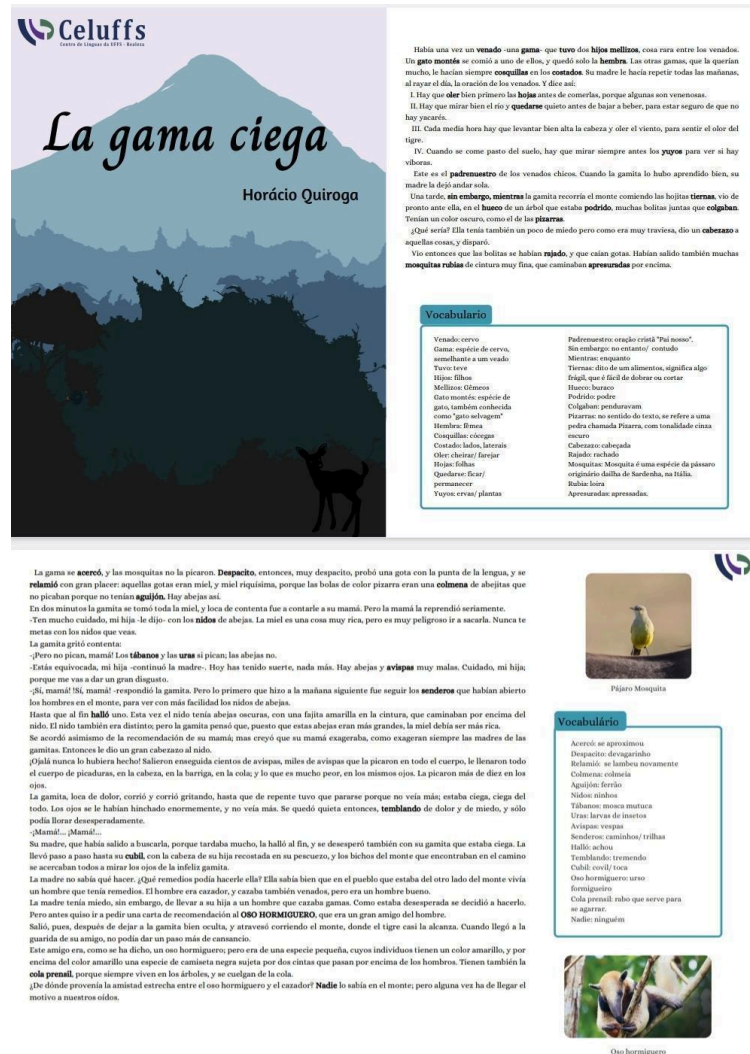 Celuffs
Centro de Línguas da UFFS - Realeza
La gama ciega
Horácio Quiroga
Había una vez un venado -una gama- que tuvo dos hijos mellizos, cosa rara entre los venados.
Un gato montés se comió a uno de ellos, y quedó solo la hembra. Las otras gamas, que la querían
mucho, le hacían siempre cosquillas en los costados. Su madre le hacía repetir todas las mañanas,
al rayar el día, la oración de los venados. Y dice así:
I. Hay que oler bien primero las hojas antes de comerlas, porque algunas son venenosas.
II. Hay que mirar bien el río y quedarse quieto antes de bajar a beber, para estar seguro de que no
hay yacarés.
III. Cada media hora hay que levantar bien alta la cabeza y oler el viento, para sentir el olor del
tigre.
IV. Cuando se come pasto del suelo, hay que mirar siempre antes los yuyos para ver si hay
víboras.
Este es el padrenuestro de los venados chicos. Cuando la gamita lo hubo aprendido bien, su
madre la dejó andar sola.
Una tarde, sin embargo, mientras la gamita recorría el monte comiendo las hojitas tiernas, vio de
pronto ante ella, en el hueco de un árbol que estaba podrido, muchas bolitas juntas que colgaban.
Tenían un color oscuro, como el de las pizarras.
¿Qué sería? Ella tenía también un poco de miedo pero como era muy traviesa, dio un cabezazo a
aquellas cosas, y disparó.
Vio entonces que las bolitas se habían rajado, y que caían gotas. Habían salido también muchas
mosquitas rubias de cintura muy fina, que caminaban apresuradas por encima.
Vocabulario
Venado: cervo
Gama: espécie de cervo,
semelhante a um veado
Tuvo: teve
Hijos: filhos
Mellizos: Gêmeos
Gato montés: espécie de
gato, também conhecida
como "gato selvagem"
Hembra: fêmea
Cosquillas: cócegas
Costado: lados, laterais
Oler: cheirar/ farejar
Hojas: folhas
Quedarse: ficar/
permanecer
Yuyos: ervas/ plantas
Padrenuestro: oração cristã "Pai nosso".
Sin embargo: no entanto/ contudo
Mientras: enquanto
Tiernas: dito de um alimentos, significa algo
frágil, que é fácil de dobrar ou cortar
Hueco: buraco
Podrido: podre
Colgaban: penduravam
Pizarras: no sentido do texto, se refere a uma
pedra chamada Pizarra, com tonalidade cinza
escuro
Cabezazo: cabeçada
Rajado: rachado
Mosquitas: Mosquita é uma espécie da pássaro
originário dailha de Sardenha, na Itália.
Rubia: loira
Apresuradas: apressadas.
La gama se acercó, y las mosquitas no la picaron. Despacito, entonces, muy despacito, probó una gota con la punta de la lengua, y se
relamió con gran placer: aquellas gotas eran miel, y miel riquísima, porque las bolas de color pizarra eran una colmena de abejitas que
no picaban porque no tenían aguijón. Hay abejas así.
En dos minutos la gamita se tomó toda la miel, y loca de contenta fue a contarle a su mamá. Pero la mamá la reprendió seriamente.
-Ten mucho cuidado, mi hija -le dijo- con los nidos de abejas. La miel es una cosa muy rica, pero es muy peligroso ir a sacarla. Nunca te
metas con los nidos que veas.
La gamita gritó contenta:
-¡Pero no pican, mamá! Los tábanos y las uras sí pican; las abejas no.
-Estás equivocada, mi hija -continuó la madre-. Hoy has tenido suerte, nada más. Hay abejas y avispas muy malas. Cuidado, mi hija;
porque me vas a dar un gran disgusto.
-¡Sí, mamá! !Sí, mamá! -respondió la gamita. Pero lo primero que hizo a la mañana siguiente fue seguir los senderos que habían abierto
los hombres en el monte, para ver con más facilidad los nidos de abejas.
Hasta que al fin halló uno. Esta vez el nido tenía abejas oscuras, con una fajita amarilla en la cintura, que caminaban por encima del
nido. El nido también era distinto; pero la gamita pensó que, puesto que estas abejas eran más grandes, la miel debía ser más rica.
Se acordó asimismo de la recomendación de su mamá; mas creyó que su mamá exageraba, como exageran siempre las madres de las
gamitas. Entonces le dio un gran cabezazo al nido.
¡Ojalá nunca lo hubiera hecho! Salieron enseguida cientos de avispas, miles de avispas que la picaron en todo el cuerpo, le llenaron todo
el cuerpo de picaduras, en la cabeza, en la barriga, en la cola; y lo que es mucho peor, en los mismos ojos. La picaron más de diez en los
ojos.
La gamita, loca de dolor, corrió y corrió gritando, hasta que de repente tuvo que pararse porque no veía más; estaba ciega, ciega del
todo. Los ojos se le habían hinchado enormemente, y no veía más. Se quedó quieta entonces, temblando de dolor y de miedo, y sólo
podía llorar desesperadamente.
-¡Mamá!... ¡Mamá!...
Su madre, que había salido a buscarla, porque tardaba mucho, la halló al fin, y se desesperó también con su gamita que estaba ciega. La
llevó paso a paso hasta su cubil, con la cabeza de su hija recostada en su pescuezo, y los bichos del monte que encontraban en el camino
se acercaban todos a mirar los ojos de la infeliz gamita.
La madre no sabía qué hacer. ¿Qué remedios podía hacerle ella? Ella sabía bien que en el pueblo que estaba del otro lado del monte vivía
un hombre que tenía remedios. El hombre era cazador, y cazaba también venados, pero era un hombre bueno.
La madre tenía miedo, sin embargo, de llevar a su hija a un hombre que cazaba gamas. Como estaba desesperada se decidió a hacerlo.
Pero antes quiso ir a pedir una carta de recomendación al OSO HORMIGUERO, que era un gran amigo del hombre.
Salió, pues, después de dejar a la gamita bien oculta, y atravesó corriendo el monte, donde el tigre casi la alcanza. Cuando llegó a la
guarida de su amigo, no podía dar un paso más de cansancio.
Este amigo era, como se ha dicho, un oso hormiguero; pero era de una especie pequeña, cuyos individuos tienen un color amarillo, y por
encima del color amarillo una especie de camiseta negra sujeta por dos cintas que pasan por encima de los hombros. Tienen también la
cola prensil, porque siempre viven en los árboles, y se cuelgan de la cola.
¿De dónde provenía la amistad estrecha entre el oso hormiguero y el cazador? Nadie lo sabía en el monte; pero alguna vez ha de llegar el
motivo a nuestros oídos.
Pájaro Mosquita
Vocabulário
Acercó: se aproximou
Despacito: devagarinho
Relamió: se lambeu novamente
Colmena: colmeia
Aguijón: ferrão
Nidos: ninhos
Tábanos: mosca mutuca
Uras: larvas de insetos
Avispas: vespas
Senderos: caminhos/ trilhas
Halló: achou
Temblando: tremendo
Cubil: covil/ toca
Oso hormiguero: urso
formigueiro
Cola prensil: rabo que serve para
se agarrar.
Nadie: ninguém
Oso hormiguero